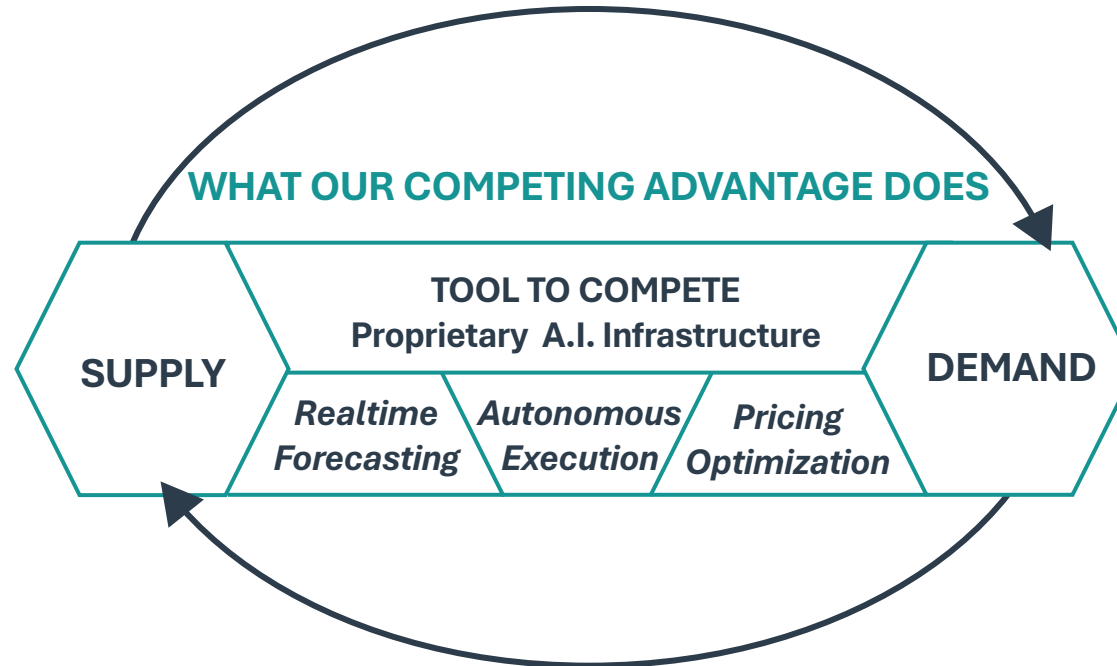 WHAT OUR COMPETING ADVANTAGE DOES
TOOL TO COMPETE
Proprietary A.I. Infrastructure
SUPPLY
DEMAND
Realtime
Forecasting
Autonomous
Execution
Pricing
Optimization